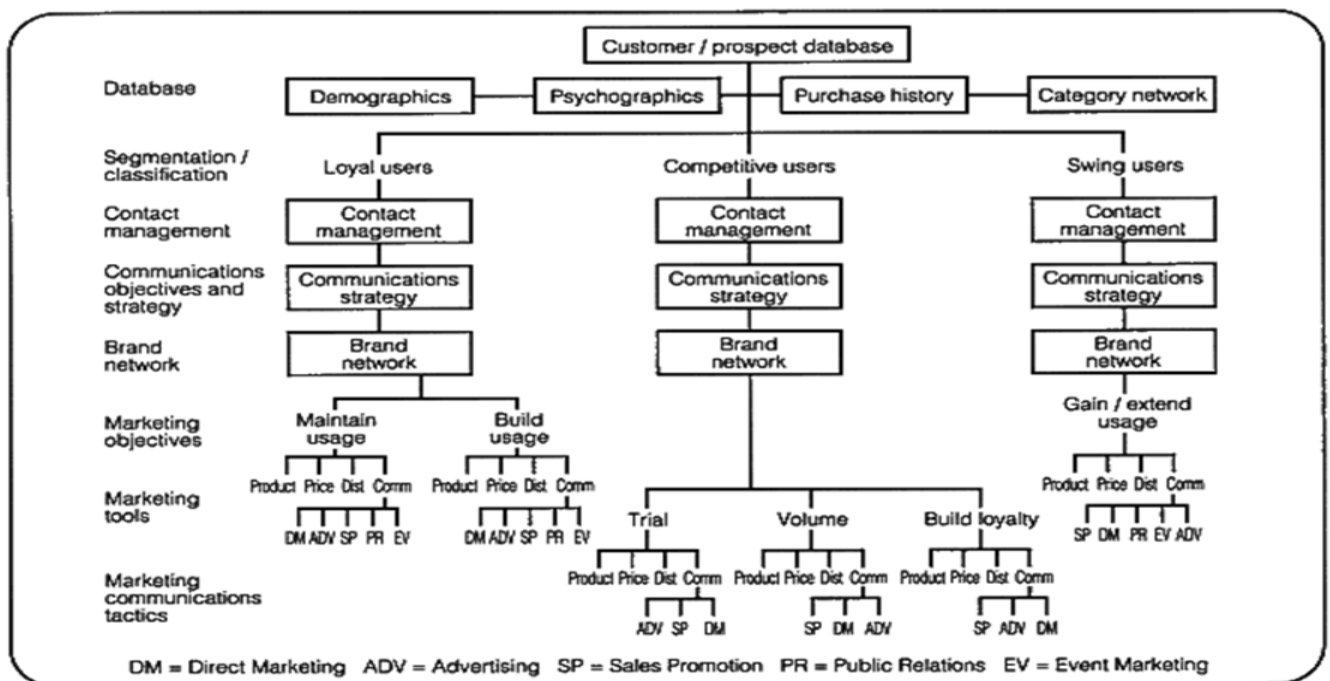 Customer / prospect database
Database
Demographics
Psychographics
Purchase history
Category network
Segmentation /
classification
Loyal users
Competitive users
Swing users
Contact
management
Contact
management
Contact
management
Contact
management
Communications
objectives and
strategy
Communications
strategy
Communications
strategy
Communications
strategy
Brand
network
Brand
network
Brand
network
Brand
network
Marketing
objectives
Maintain
usage
Build
usage
Gain / extend
usage
Marketing
tools
Product Price Dist Comm
Product Price Dist Comm
Product Price Dist Comm
DM ADV SP PR EV
DM ADV SP PR EV
SP DM PR EV ADV
Trial
Volume
Build loyalty
Marketing
communications
tactics
Product Price Dist Comm
Product Price Dist Comm
Product Price Dist Comm
ADV SP DM
SP DM ADV
SP ADV DM
DM = Direct Marketing ADV = Advertising SP = Sales Promotion PR = Public Relations EV = Event Marketing